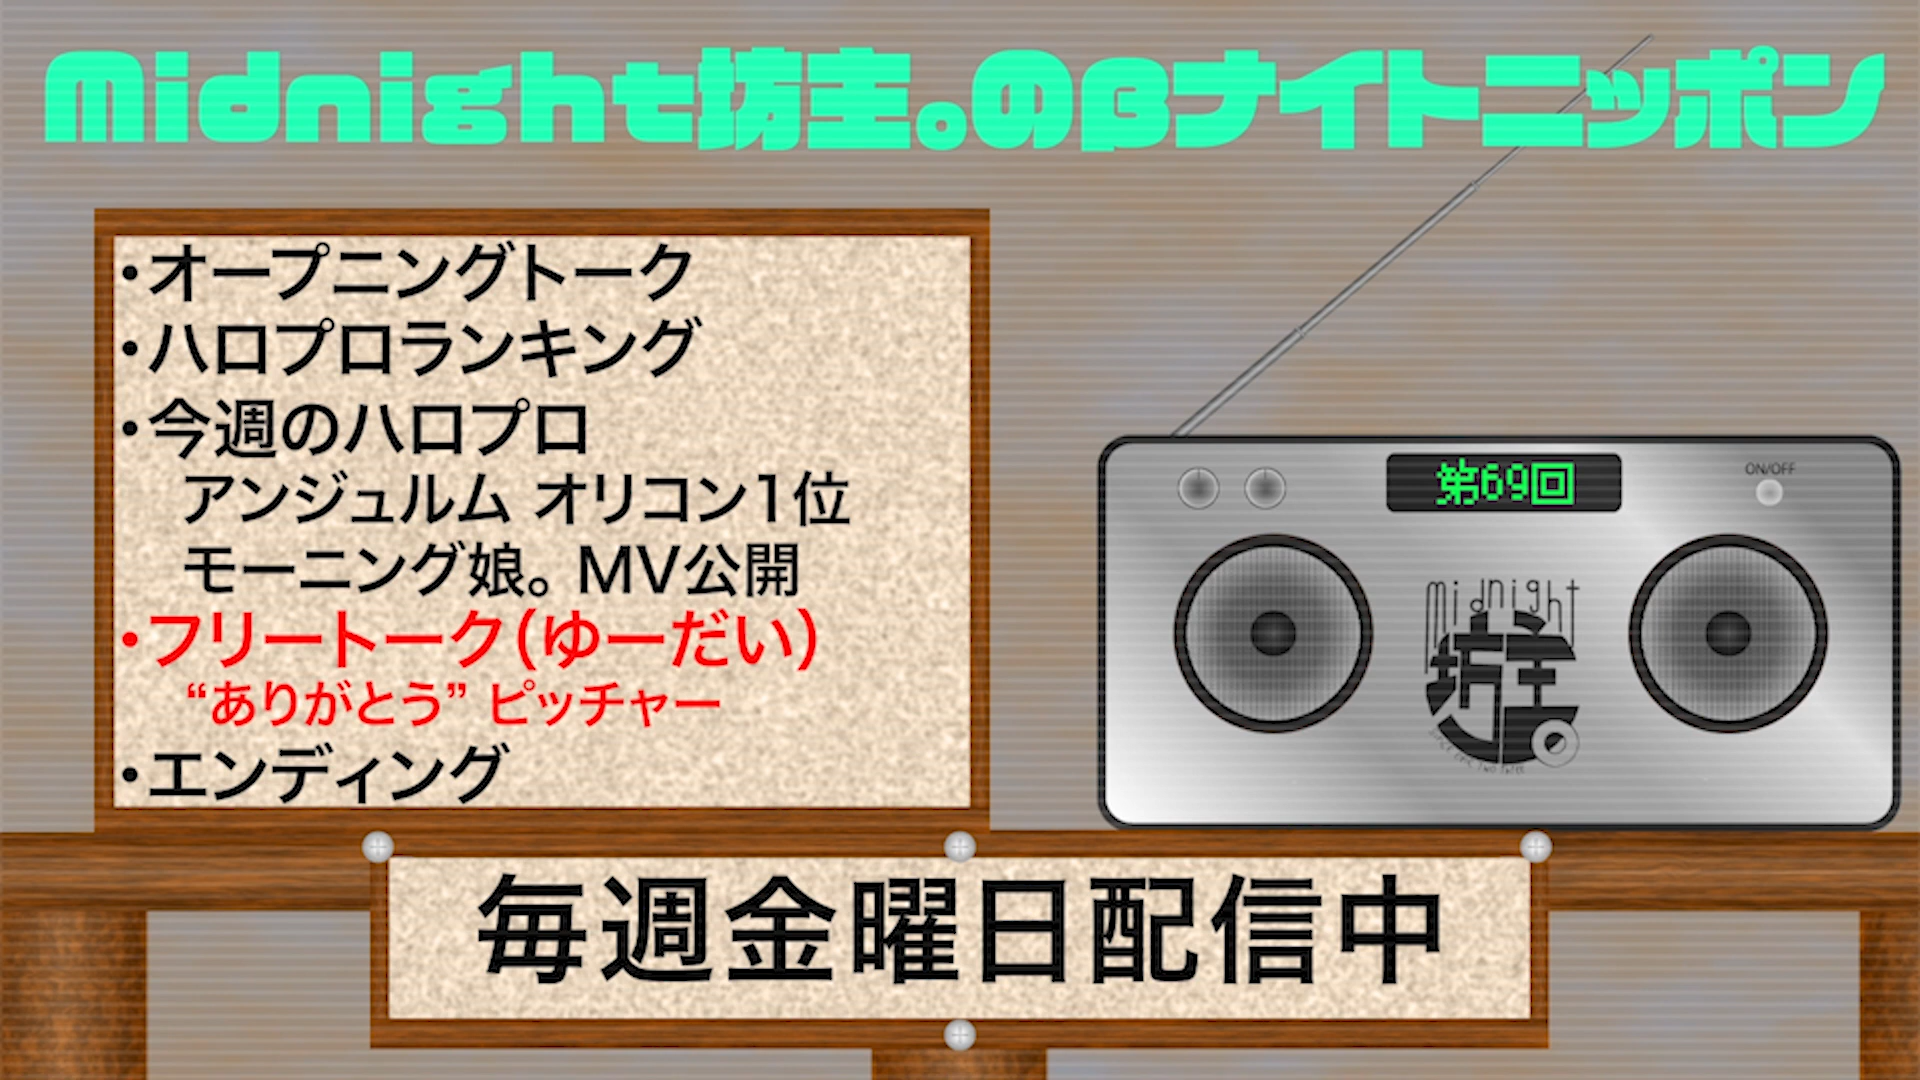 Midnight坊主。のβナイトニッポン
・オープニングトーク
・ハロプロランキング
・今週のハロプロ
アンジュルム オリコン1位
モーニング娘。MV公開
・フリートーク(ゆーだい)
“ありがとう” ピッチャー
・エンディング
第69回
ON/OFF
midnight
坊主。
毎週金曜日配信中